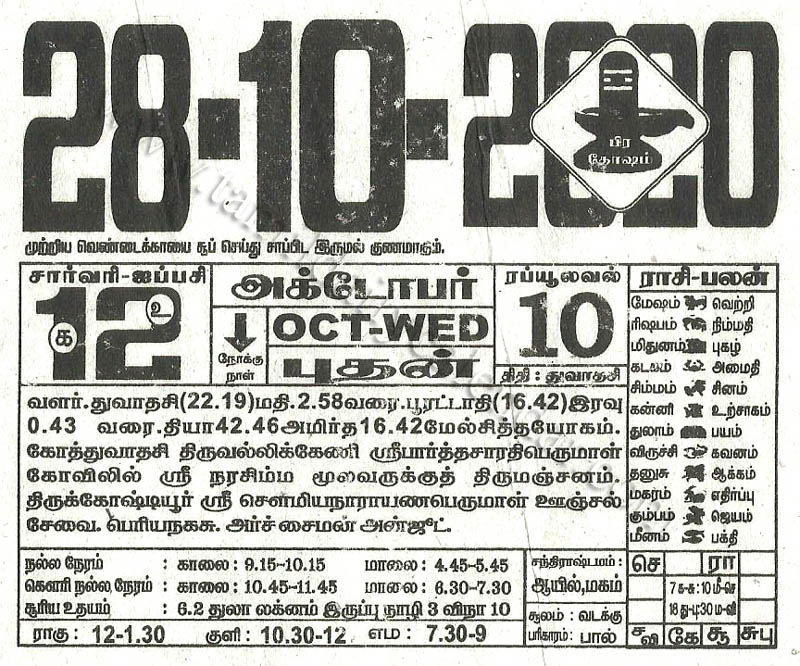 28-10-2020
பிர
தோஷம்
முற்றிய வெண்டைக்காயை சூப் செய்து சாப்பிட இருமல் குணமாகும்.
சார்வரி-ஐப்பசி
12
க
உ
அக்டோபர்
நோக்கு
நாள்
OCT-WED
புதன்
ரப்யூலவல்
10
திதி : துவாதசி
வளர்.துவாதசி(22.19)மதி.2.58வரை.பூரட்டாதி(16.42)இரவு
0.43 வரை.தியா42.46அமிர்த16.42மேல்சித்தயோகம்.
கோத்துவாதசி திருவல்லிக்கேணி ஸ்ரீபார்த்தசாரதிபெருமாள்
கோவிலில் ஸ்ரீ நரசிம்ம மூலவருக்குத் திருமஞ்சனம்.
திருக்கோஷ்டியூர் ஸ்ரீ சௌமியநாராயணபெருமாள் ஊஞ்சல்
சேவை. பெரியநகசு. அர்ச் சைமன் அன்ஜூட்.
ராசி-பலன்
மேஷம் வெற்றி
ரிஷபம் நிம்மதி
மிதுனம் புகழ்
கடகம் அமைதி
சிம்மம் சினம்
கன்னி உற்சாகம்
துலாம் பயம்
விருச்சி கவனம்
தனுசு ஆக்கம்
மகரம் எதிர்ப்பு
கும்பம் ஜெயம்
மீனம் பக்தி
நல்ல நேரம் : காலை: 9.15-10.15 மாலை: 4.45-5.45
கௌரி நல்ல நேரம் : காலை: 10.45-11.45 மாலை: 6.30-7.30
சூரிய உதயம் : 6.2 துலா லக்னம் இருப்பு நாழி 3 விநா 10
ராகு : 12-1.30 குளி : 10.30-12 எம : 7.30-9
சந்திராஷ்டமம் :
ஆயில்,மகம்
சூலம் : வடக்கு
பரிகாரம்: பால்
செ ரா
7 க-சு: 10 மீ-செ
18 து-பு:30 ம-வி
கே சூ சுபு